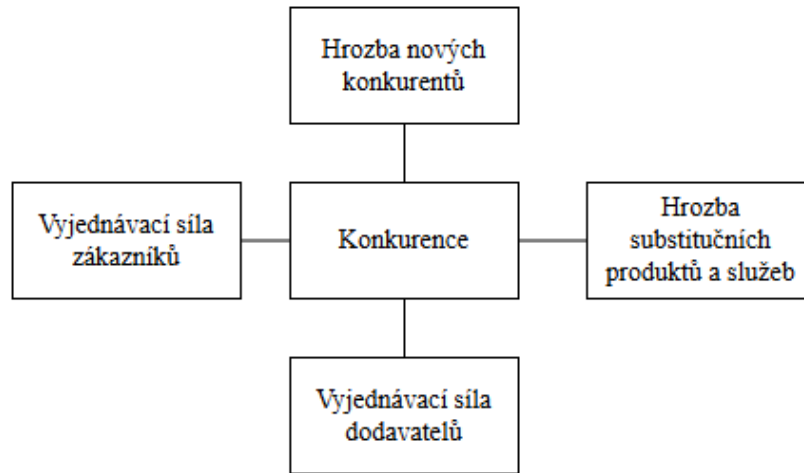 Hrozba nových
konkurentů
Vyjednávací síla
zákazníků
Konkurence
Hrozba
substitučních
produktů a služeb
Vyjednávací síla
dodavatelů